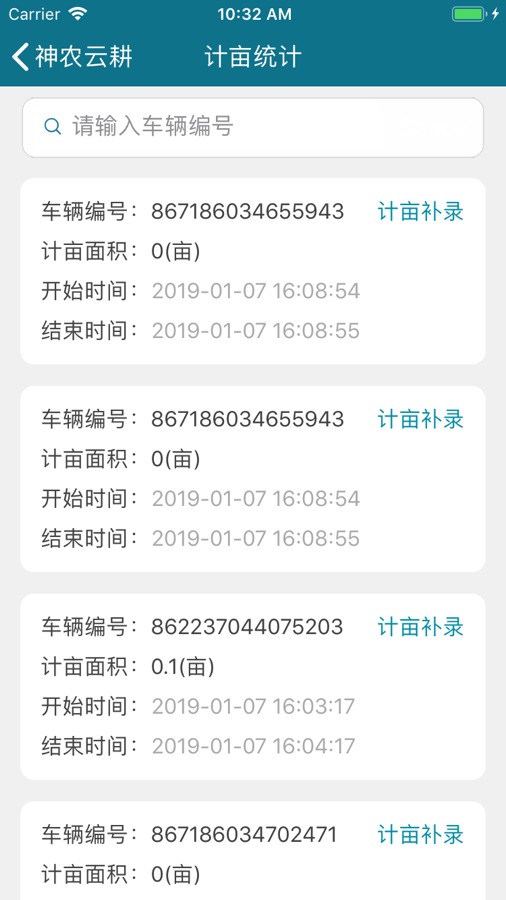 Carrier 10:32 AM
神农云耕 计亩统计
请输入车辆编号
车辆编号：867186034655943 计亩补录
计亩面积：0(亩)
开始时间：2019-01-07 16:08:54
结束时间：2019-01-07 16:08:55
车辆编号：867186034655943 计亩补录
计亩面积：0(亩)
开始时间：2019-01-07 16:08:54
结束时间：2019-01-07 16:08:55
车辆编号：862237044075203 计亩补录
计亩面积：0.1(亩)
开始时间：2019-01-07 16:03:17
结束时间：2019-01-07 16:04:17
车辆编号：867186034702471 计亩补录
计亩面积：0(亩)